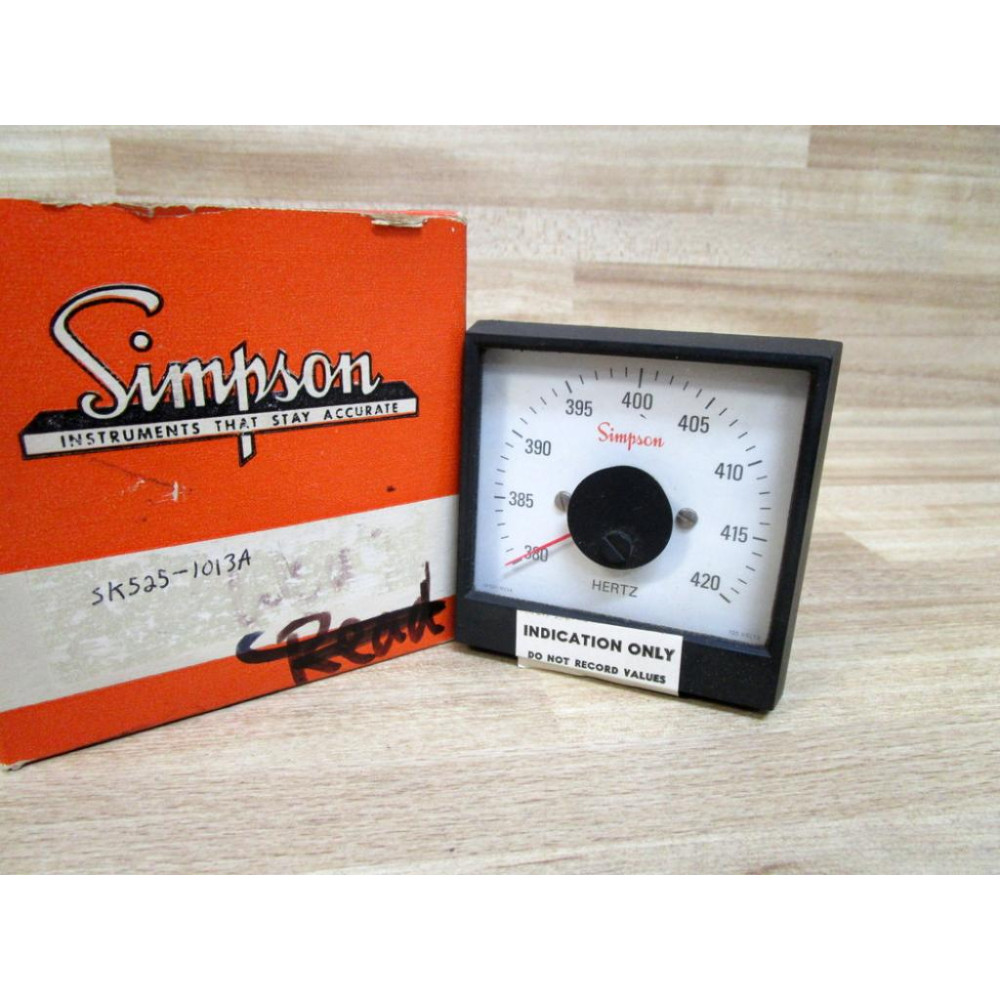 Simpson
INSTRUMENTS THAT STAY ACCURATE
SK525-1013A
Read
380
385
390
395
400
405
410
415
420
Simpson
HERTZ
INDICATION ONLY
DO NOT RECORD VALUES